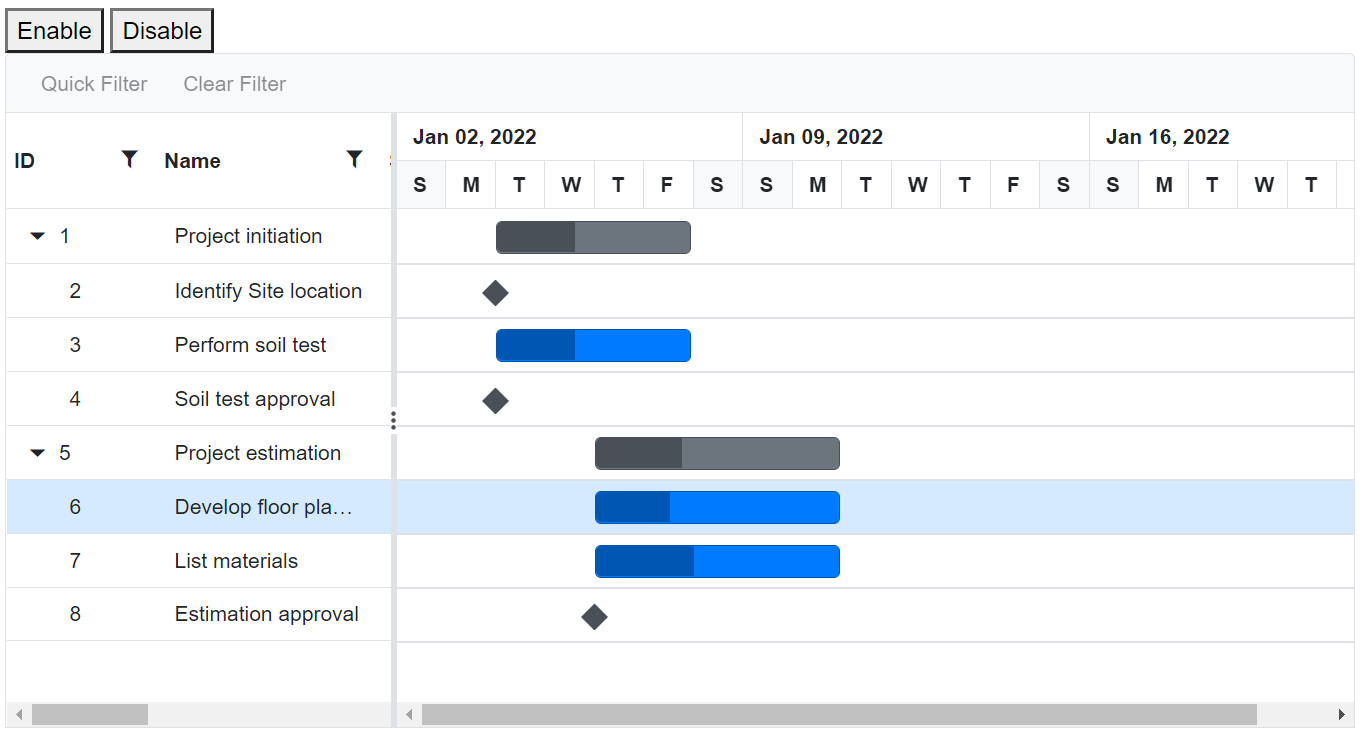 Enable Disable
Quick Filter Clear Filter
Jan 02, 2022 Jan 09, 2022 Jan 16, 2022
ID Name
S M T W T F S S M T W T F S S M T W T
1 Project initiation
2 Identify Site location
3 Perform soil test
4 Soil test approval
5 Project estimation
6 Develop floor pla…
7 List materials
8 Estimation approval